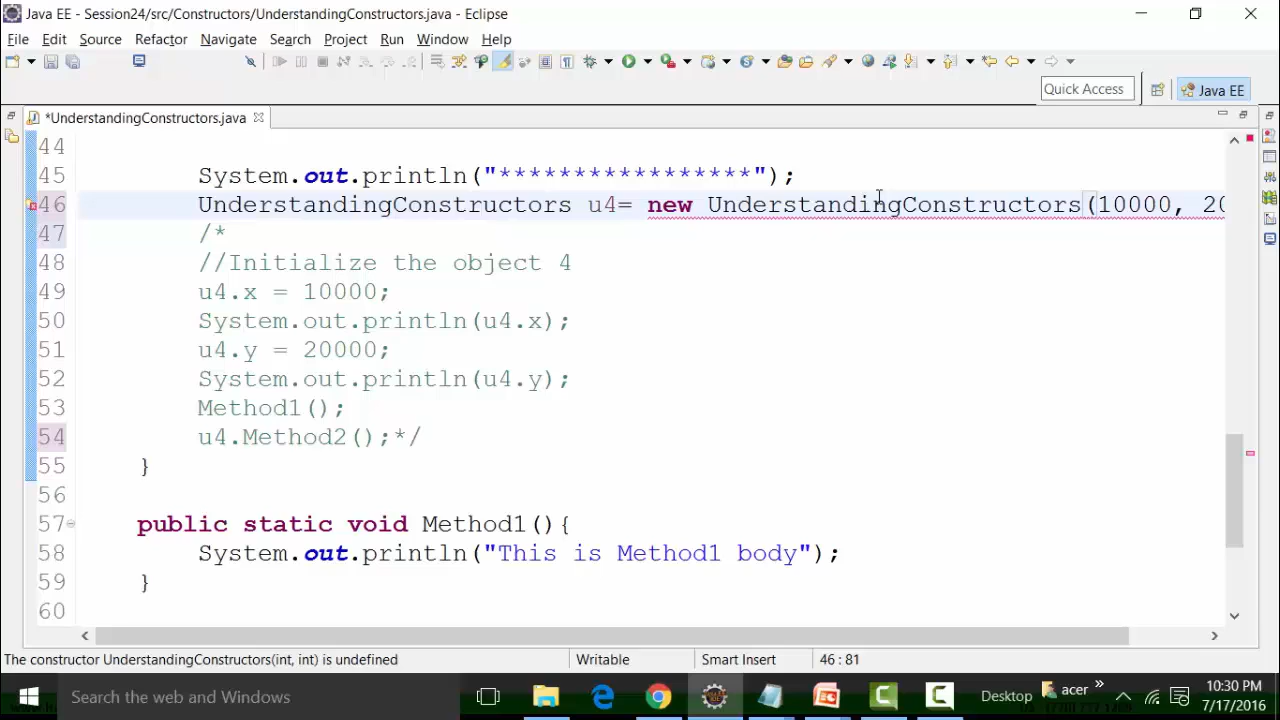 Java EE - Session24/src/Constructors/UnderstandingConstructors.java - Eclipse
File Edit Source Refactor Navigate Search Project Run Window Help
Quick Access
Java EE
*UnderstandingConstructors.java
44
45 System.out.println("*****************");
46 UnderstandingConstructors u4= new UnderstandingConstructors(10000, 20
47 /*
48 //Initialize the object 4
49 u4.x = 10000;
50 System.out.println(u4.x);
51 u4.y = 20000;
52 System.out.println(u4.y);
53 Method1();
54 u4.Method2();*/
55 }
56
57 public static void Method1(){
58 System.out.println("This is Method1 body");
59 }
60
The constructor UnderstandingConstructors(int, int) is undefined Writable Smart Insert 46 : 81
Search the web and Windows
Desktop
acer
10:30 PM
7/17/2016